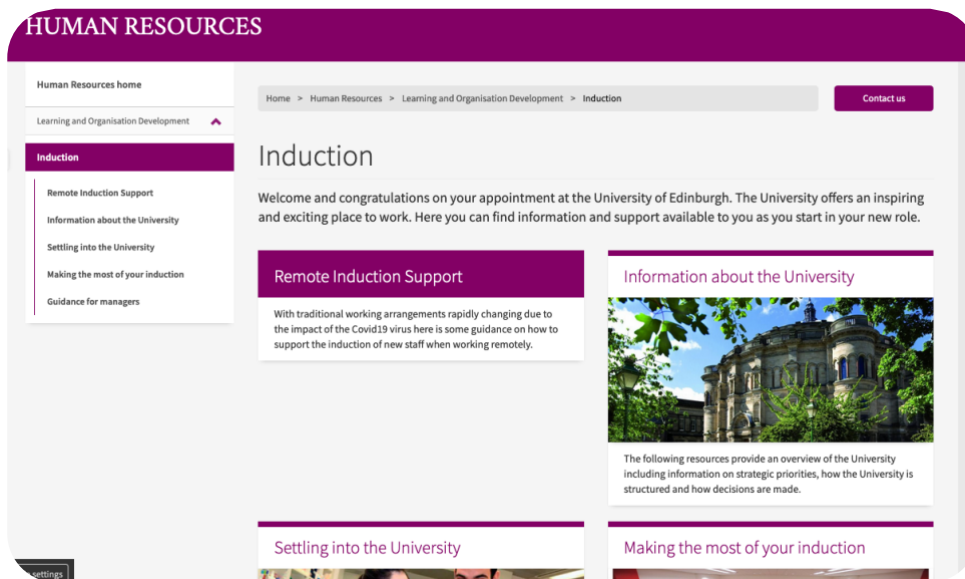 HUMAN RESOURCES
Human Resources home
Learning and Organisation Development
Induction
Remote Induction Support
Information about the University
Settling into the University
Making the most of your induction
Guidance for managers
Home > Human Resources > Learning and Organisation Development > Induction
Contact us
Induction
Welcome and congratulations on your appointment at the University of Edinburgh. The University offers an inspiring
and exciting place to work. Here you can find information and support available to you as you start in your new role.
Remote Induction Support
With traditional working arrangements rapidly changing due to
the impact of the Covid19 virus here is some guidance on how to
support the induction of new staff when working remotely.
Information about the University
The following resources provide an overview of the University
including information on strategic priorities, how the University is
structured and how decisions are made.
Settling into the University
Making the most of your induction
settings